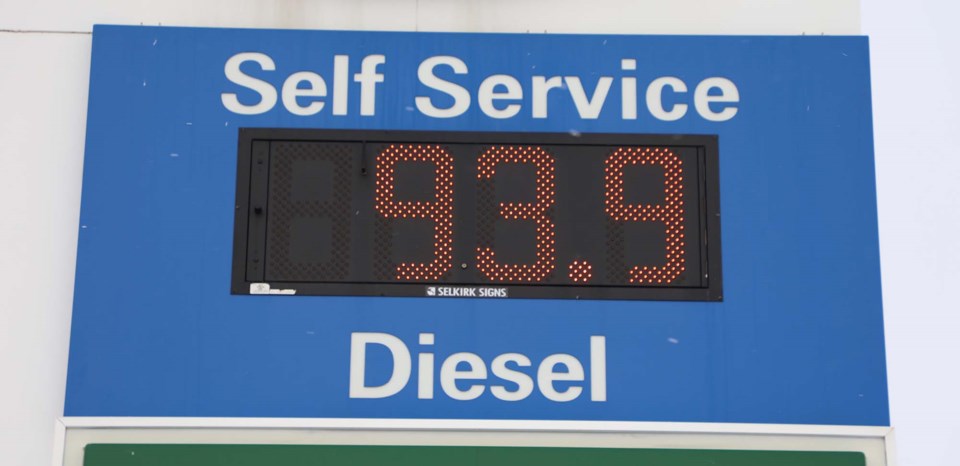 Self Service
93.9
SELKIRK SIGNS
Diesel